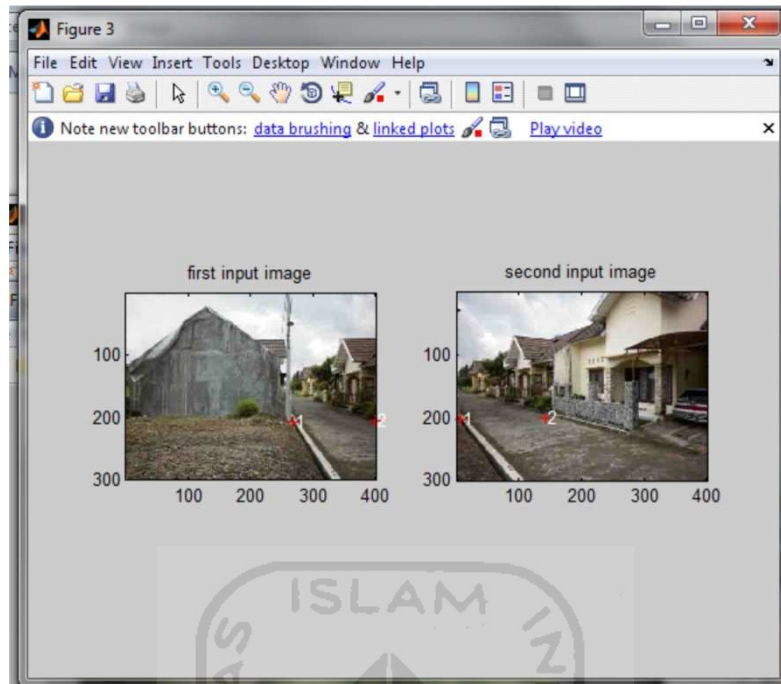 Figure 3
File Edit View Insert Tools Desktop Window Help
Note new toolbar buttons: data brushing & linked plots Play video
first input image
second input image
100
200
300
100 200 300 400
1
2
100
200
300
100 200 300 400
1
2
ISLAM
AS
IN